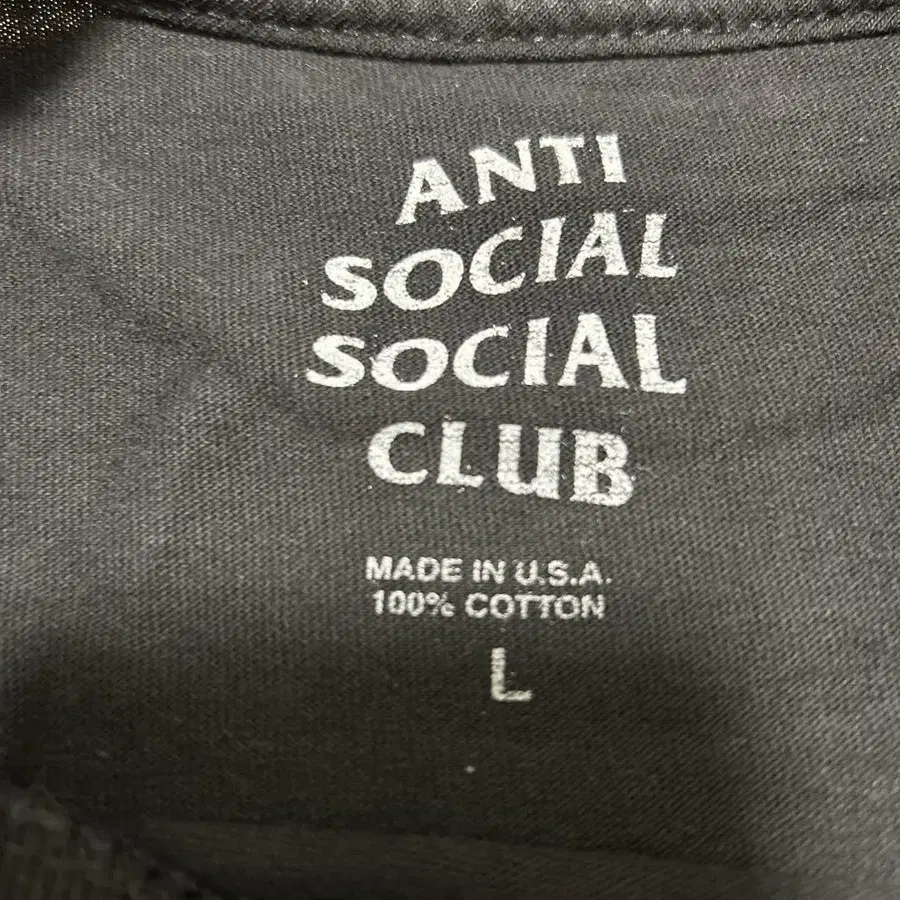 ANTI
SOCIAL
SOCIAL
CLUB
MADE IN U.S.A.
100% COTTON
L